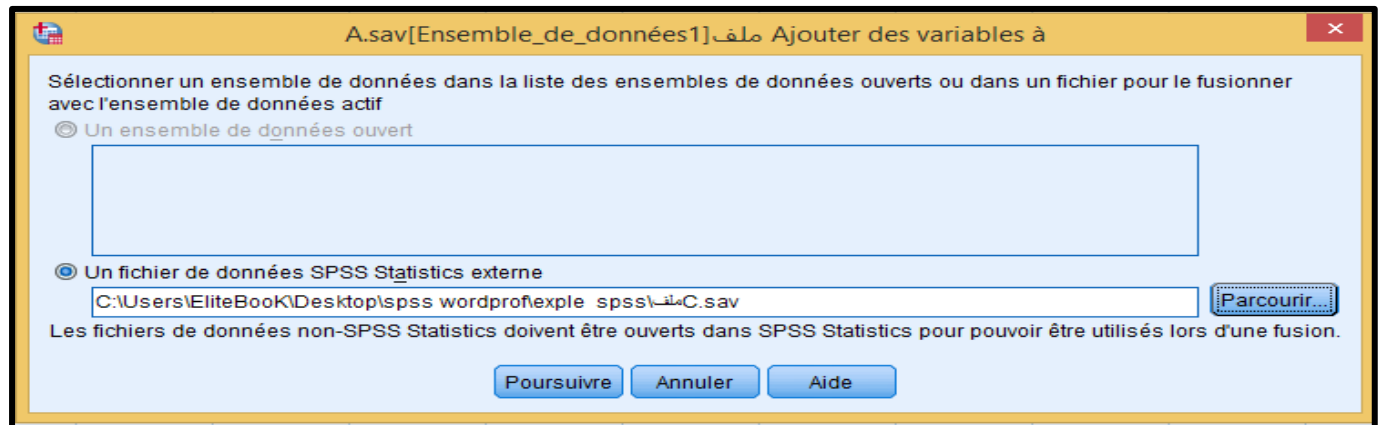 A.sav[Ensemble_de_données1]ملف Ajouter des variables à
Sélectionner un ensemble de données dans la liste des ensembles de données ouverts ou dans un fichier pour le fusionner
avec l'ensemble de données actif
Un ensemble de données ouvert
Un fichier de données SPSS Statistics externe
C:\Users\EliteBooK\Desktop\spss wordprof\exple spss\ملفC.sav
Parcourir...
Les fichiers de données non-SPSS Statistics doivent être ouverts dans SPSS Statistics pour pouvoir être utilisés lors d'une fusion.
Poursuivre Annuler Aide